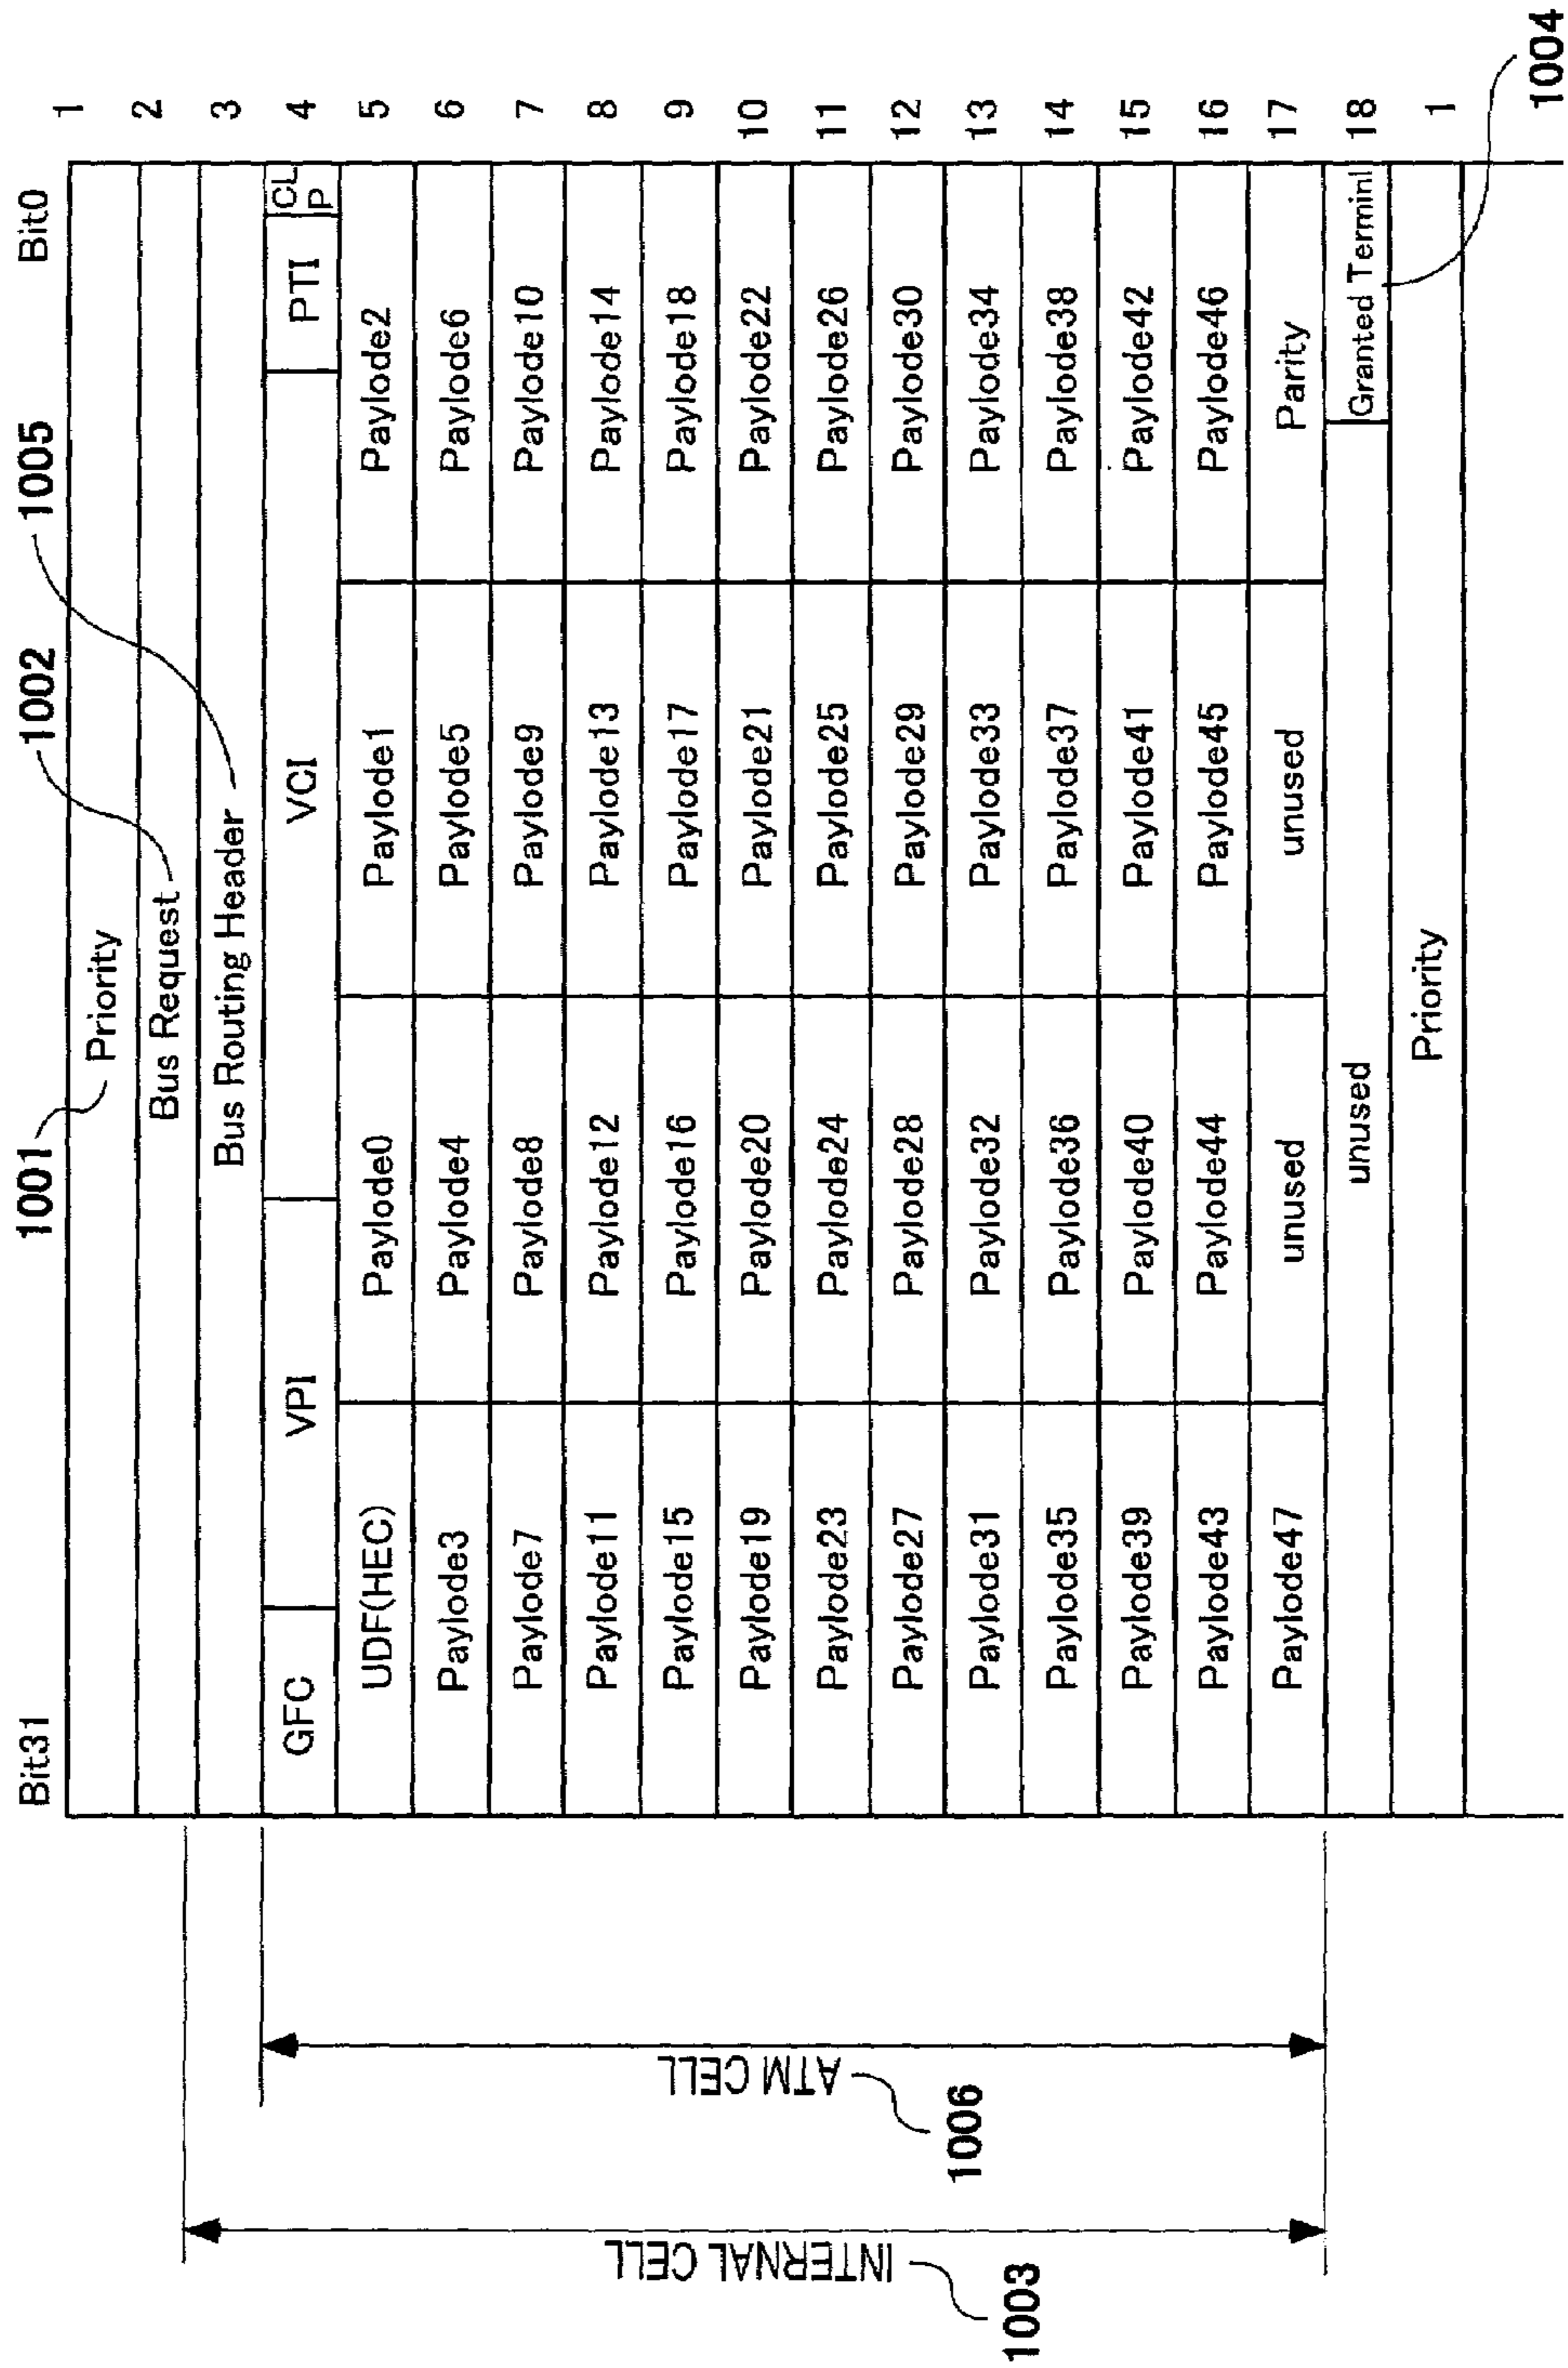 Bit31 1001 1002 1005 Bit0
Priority 1
Bus Request 2
Bus Routing Header 3
GFC VPI VCI PTI CL P 4
UDF(HEC) Paylode0 Paylode1 Paylode2 5
Paylode3 Paylode4 Paylode5 Paylode6 6
Paylode7 Paylode8 Paylode9 Paylode10 7
Paylode11 Paylode12 Paylode13 Paylode14 8
Paylode15 Paylode16 Paylode17 Paylode18 9
Paylode19 Paylode20 Paylode21 Paylode22 10
Paylode23 Paylode24 Paylode25 Paylode26 11
Paylode27 Paylode28 Paylode29 Paylode30 12
Paylode31 Paylode32 Paylode33 Paylode34 13
Paylode35 Paylode36 Paylode37 Paylode38 14
Paylode39 Paylode40 Paylode41 Paylode42 15
Paylode43 Paylode44 Paylode45 Paylode46 16
Paylode47 unused unused Parity 17
unused Granted Terminl 18
Priority 1
1004
INTERNAL CELL
1003
ATM CELL
1006